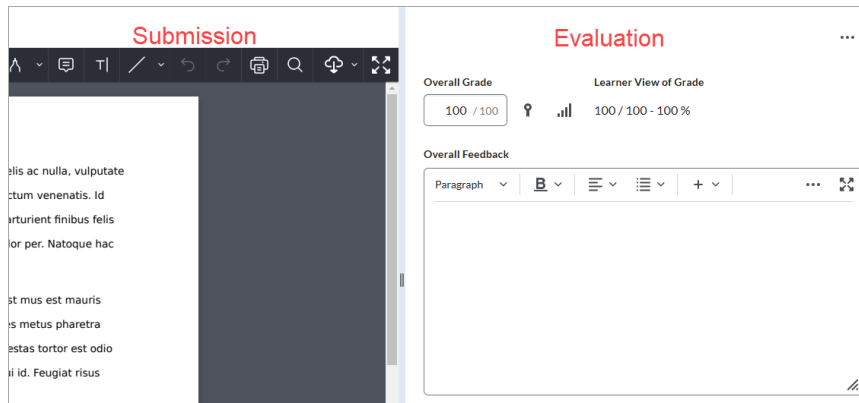 Submission
Evaluation
T
Overall Grade
Learner View of Grade
100 / 100
100 / 100 - 100 %
Overall Feedback
Paragraph
B
elis ac nulla, vulputate
ctum venenatis. Id
arturient finibus felis
lor per. Natoque hac
st mus est mauris
es metus pharetra
estas tortor est odio
ui id. Feugiat risus